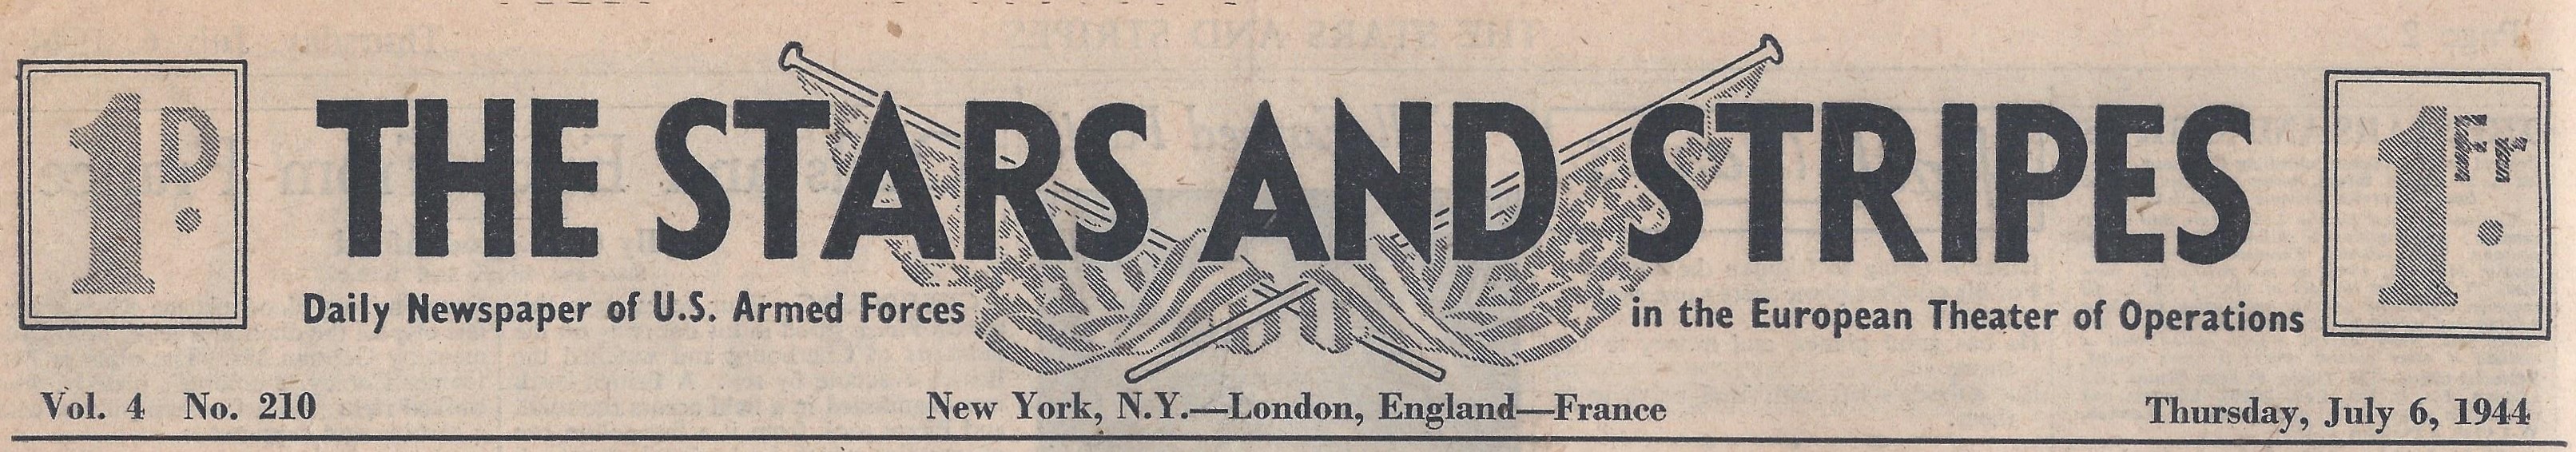 1D.
THE STARS AND STRIPES
1Fr.
Daily Newspaper of U.S. Armed Forces
in the European Theater of Operations
Vol. 4 No. 210
New York, N.Y.—London, England—France
Thursday, July 6, 1944